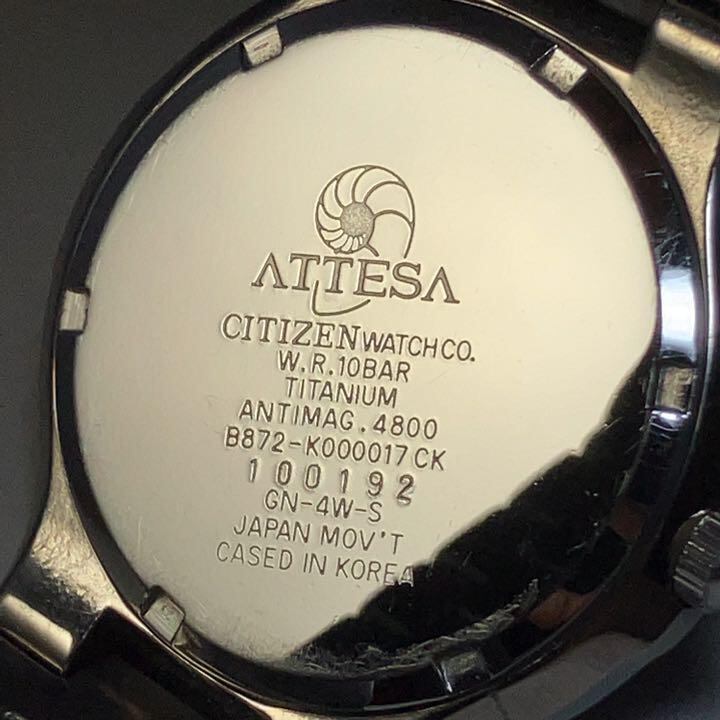 ATTESA
CITIZEN WATCH CO.
W.R.10BAR
TITANIUM
ANTIMAG.4800
B872-K000017 CK
100192
GN-4W-S
JAPAN MOV'T
CASED IN KOREA